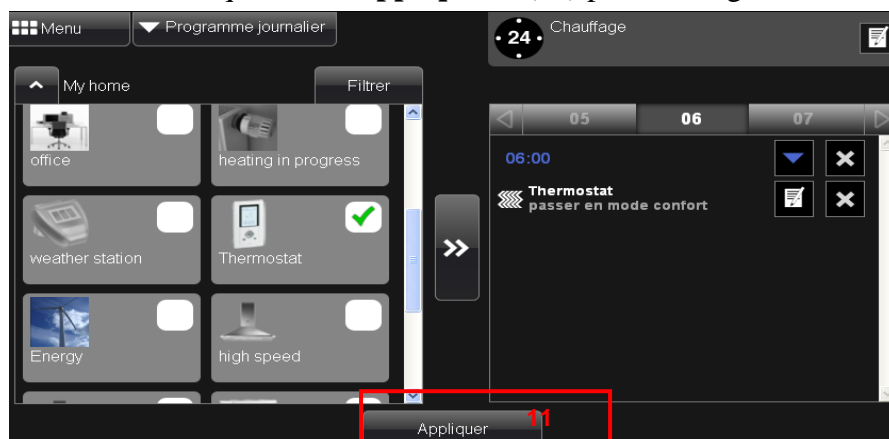 Menu
Programme journalier
24
Chauffage
My home
Filtrer
office
heating in progress
weather station
Thermostat
Energy
high speed
05
06
07
06:00
Thermostat
passer en mode confort
Appliquer
11